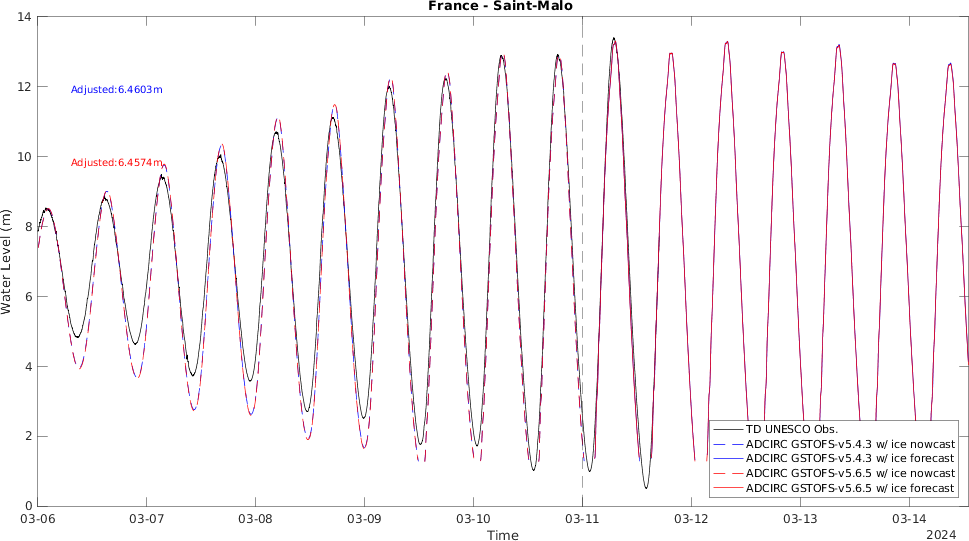 France - Saint-Malo
14
12
10
8
6
4
2
0
Water Level (m)
Adjusted:6.4603m
Adjusted:6.4574m
TD UNESCO Obs.
ADCIRC GSTOFS-v5.4.3 w/ ice nowcast
ADCIRC GSTOFS-v5.4.3 w/ ice forecast
ADCIRC GSTOFS-v5.6.5 w/ ice nowcast
ADCIRC GSTOFS-v5.6.5 w/ ice forecast
03-06 03-07 03-08 03-09 03-10 03-11 03-12 03-13 03-14
Time
2024